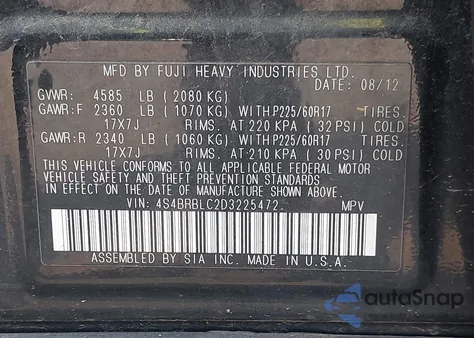 MFD BY FUJI HEAVY INDUSTRIES LTD.
DATE: 08/12
GVWR: 4585 LB (2080 KG)
GAWR:F 2360 LB (1070 KG) WITH P225/60R17 TIRES,
17X7J RIMS, AT 220 KPA (32 PSI) COLD
GAWR:R 2340 LB (1060 KG) WITH P225/60R17 TIRES,
17X7J RIMS, AT 210 KPA (30 PSI) COLD
THIS VEHICLE CONFORMS TO ALL APPLICABLE FEDERAL MOTOR
VEHICLE SAFETY, BUMPER, AND THEFT PREVENTION STANDARDS
IN EFFECT ON THE DATE OF MANUFACTURE SHOWN ABOVE.
VIN: 4S4BRBLC2D3225472 MPV
ASSEMBLED BY SIA INC. MADE IN U.S.A.
autoSnap